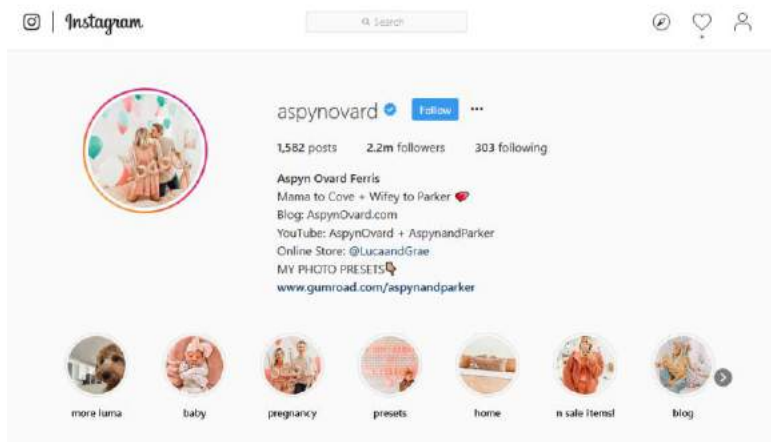 Instagram
Search
aspynovard Follow
1,582 posts 2.2m followers 303 following
Aspyn Ovard Ferris
Mama to Cove + Wifey to Parker
Blog: AspynOvard.com
YouTube: AspynOvard + AspynandParker
Online Store: @LucaandGrae
MY PHOTO PRESETS
www.gumroad.com/aspynandparker
more luma baby pregnancy presets home n sale items! blog